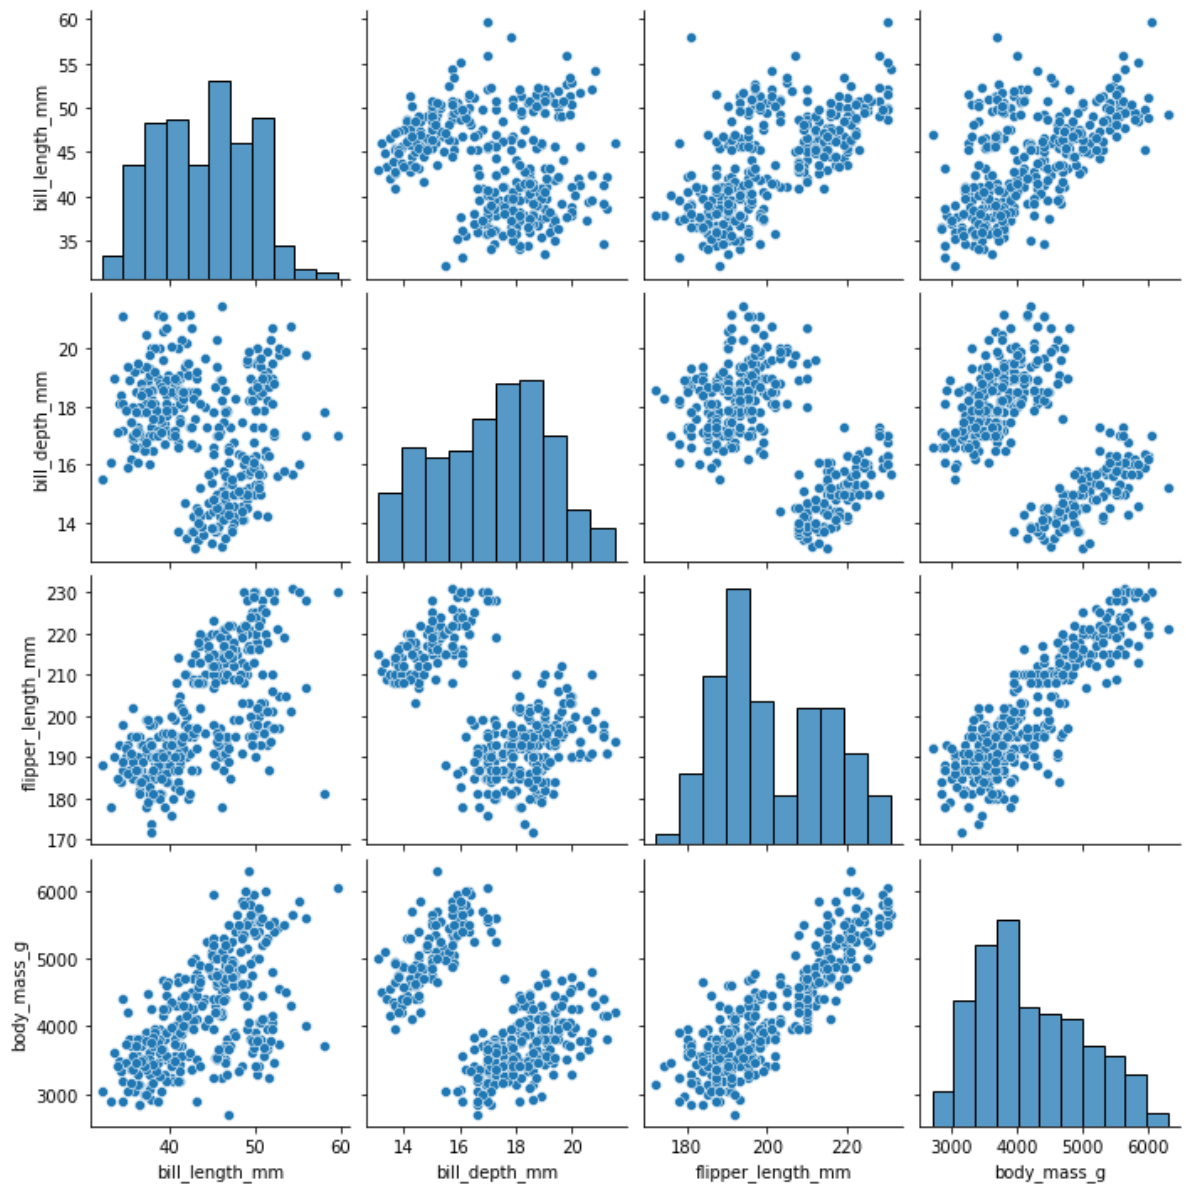 60
55
50
45
40
35
bill_length_mm
20
18
16
14
bill_depth_mm
230
220
210
200
190
180
170
flipper_length_mm
6000
5000
4000
3000
body_mass_g
40 50 60
bill_length_mm
14 16 18 20
bill_depth_mm
180 200 220
flipper_length_mm
3000 4000 5000 6000
body_mass_g